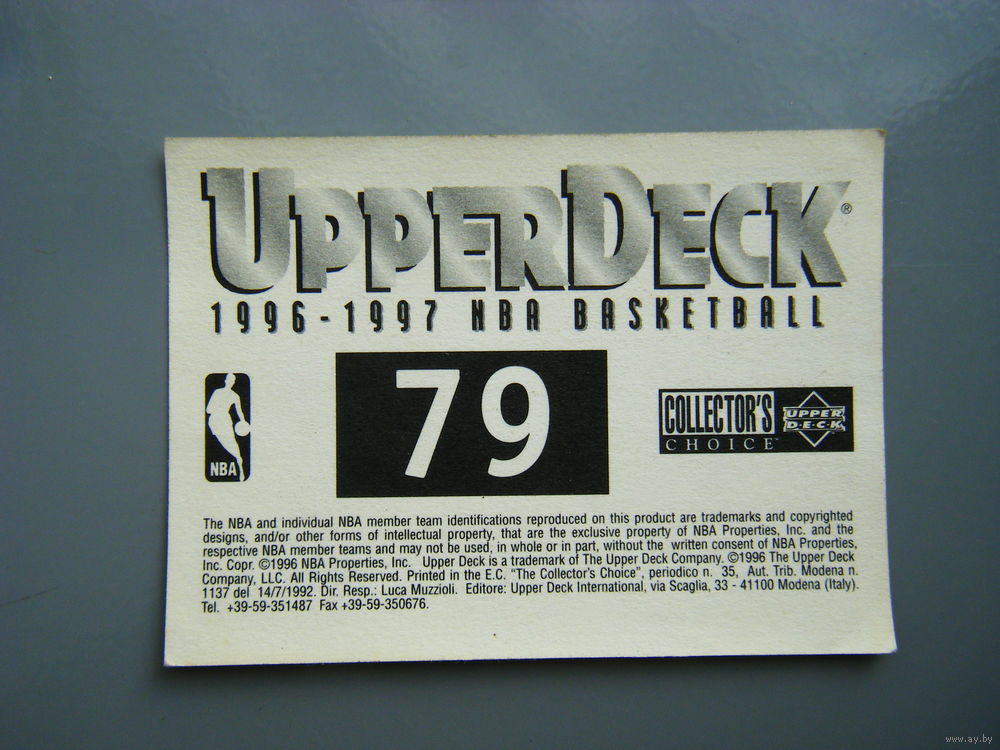 UPPER DECK®
1996-1997 NBA BASKETBALL
79
NBA
COLLECTOR'S
CHOICE™
UPPER
D·E·C·K
The NBA and individual NBA member team identifications reproduced on this product are trademarks and copyrighted
designs, and/or other forms of intellectual property, that are the exclusive property of NBA Properties, Inc. and the
respective NBA member teams and may not be used, in whole or in part, without the written consent of NBA Properties,
Inc. Copr. ©1996 NBA Properties, Inc. Upper Deck is a trademark of The Upper Deck Company. ©1996 The Upper Deck
Company, LLC. All Rights Reserved. Printed in the E.C. "The Collector's Choice", periodico n. 35, Aut. Trib. Modena n.
1137 del 14/7/1992. Dir. Resp.: Luca Muzzioli. Editore: Upper Deck International, via Scaglia, 33 - 41100 Modena (Italy).
Tel. +39-59-351487 Fax +39-59-350676.
www.ay.by